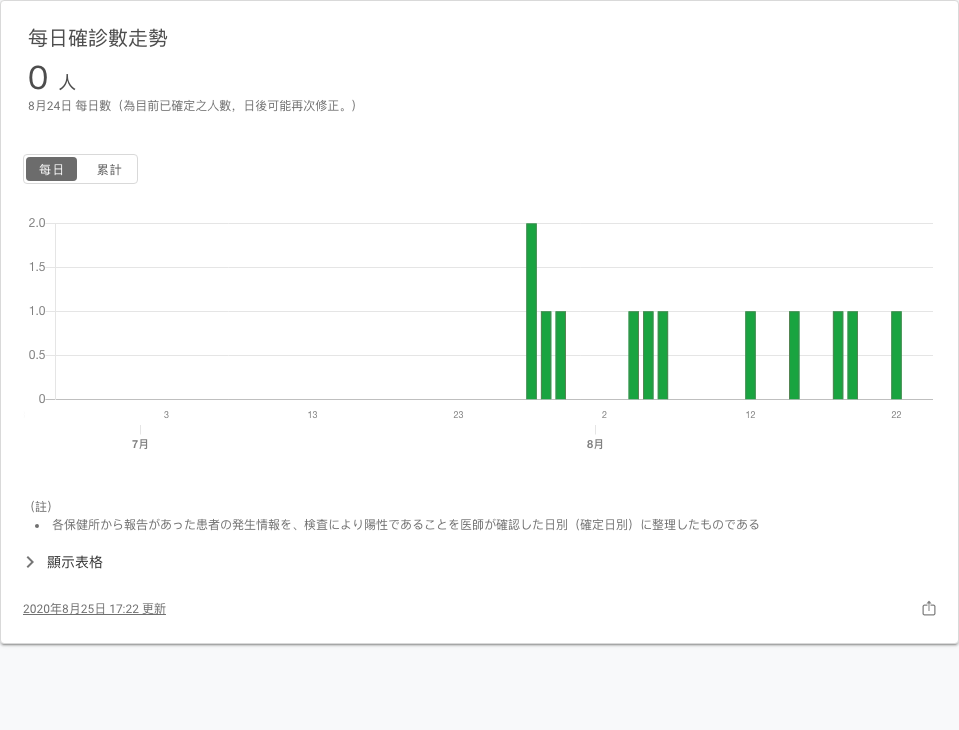 每日確診數走勢
0 人
8月24日 每日數（為目前已確定之人數，日後可能再次修正。）
每日 累計
2.0
1.5
1.0
0.5
0
3 13 23 2 12 22
7月 8月
（註）
• 各保健所から報告があった患者の発生情報を、検査により陽性であることを医師が確認した日別（確定日別）に整理したものである
顯示表格
2020年8月25日 17:22 更新